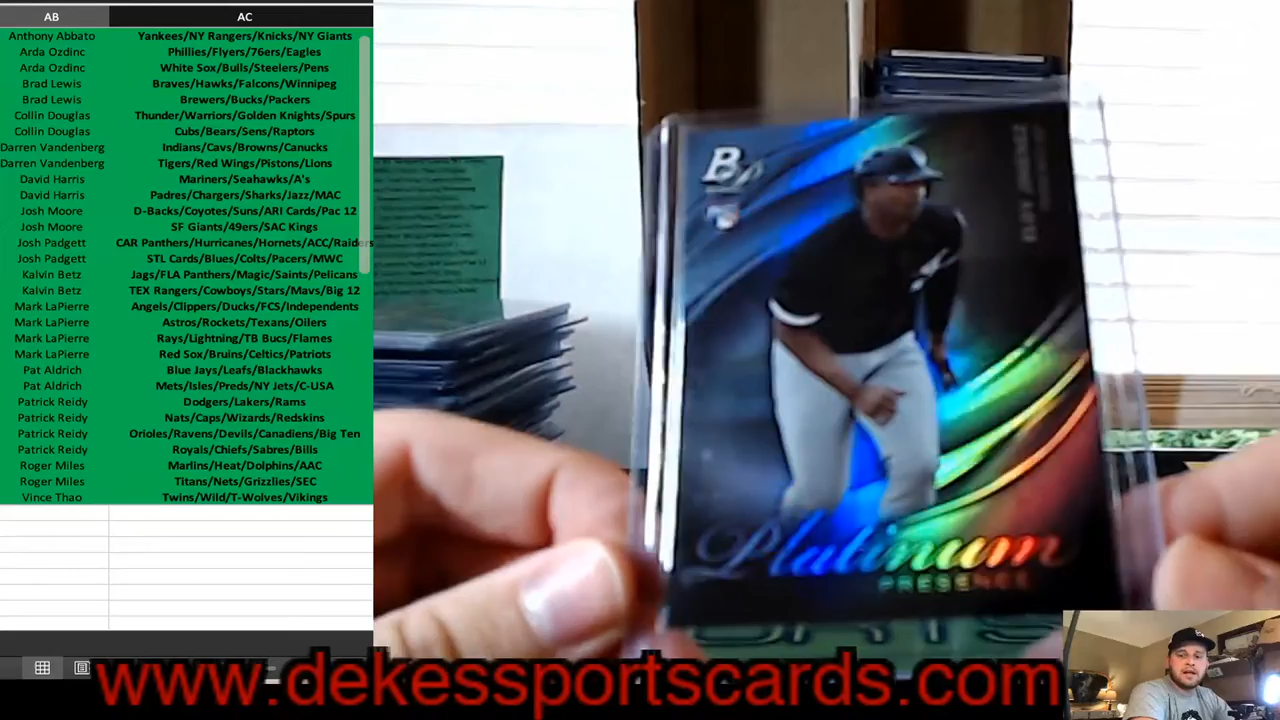 AB AC
Anthony Abbato Yankees/NY Rangers/Knicks/NY Giants
Arda Ozdinc Phillies/Flyers/76ers/Eagles
Arda Ozdinc White Sox/Bulls/Steelers/Pens
Brad Lewis Braves/Hawks/Falcons/Winnipeg
Brad Lewis Brewers/Bucks/Packers
Collin Douglas Thunder/Warriors/Golden Knights/Spurs
Collin Douglas Cubs/Bears/Sens/Raptors
Darren Vandenberg Indians/Cavs/Browns/Canucks
Darren Vandenberg Tigers/Red Wings/Pistons/Lions
David Harris Mariners/Seahawks/A's
David Harris Padres/Chargers/Sharks/Jazz/MAC
Josh Moore D-Backs/Coyotes/Suns/ARI Cards/Pac 12
Josh Moore SF Giants/49ers/SAC Kings
Josh Padgett CAR Panthers/Hurricanes/Hornets/ACC/Raiders
Josh Padgett STL Cards/Blues/Colts/Pacers/MWC
Kalvin Betz Jags/FLA Panthers/Magic/Saints/Pelicans
Kalvin Betz TEX Rangers/Cowboys/Stars/Mavs/Big 12
Mark LaPierre Angels/Clippers/Ducks/FCS/Independents
Mark LaPierre Astros/Rockets/Texans/Oilers
Mark LaPierre Rays/Lightning/TB Bucs/Flames
Mark LaPierre Red Sox/Bruins/Celtics/Patriots
Pat Aldrich Blue Jays/Leafs/Blackhawks
Pat Aldrich Mets/Isles/Preds/NY Jets/C-USA
Patrick Reidy Dodgers/Lakers/Rams
Patrick Reidy Nats/Caps/Wizards/Redskins
Patrick Reidy Orioles/Ravens/Devils/Canadiens/Big Ten
Patrick Reidy Royals/Chiefs/Sabres/Bills
Roger Miles Marlins/Heat/Dolphins/AAC
Roger Miles Titans/Nets/Grizzlies/SEC
Vince Thao Twins/Wild/T-Wolves/Vikings
ELOY JIMENEZ
Platinum
PRESENCE
www.dekessportscards.com